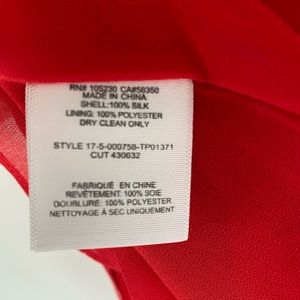 RN# 105230 CA#56350
MADE IN CHINA
SHELL:100% SILK
LINING: 100% POLYESTER
DRY CLEAN ONLY
STYLE 17-5-000758-TP01371
CUT 430632
FABRIQUÉ EN CHINE
REVÊTEMENT: 100% SOIE
DOUBLURE: 100% POLYESTER
NETTOYAGE À SEC UNIQUEMENT